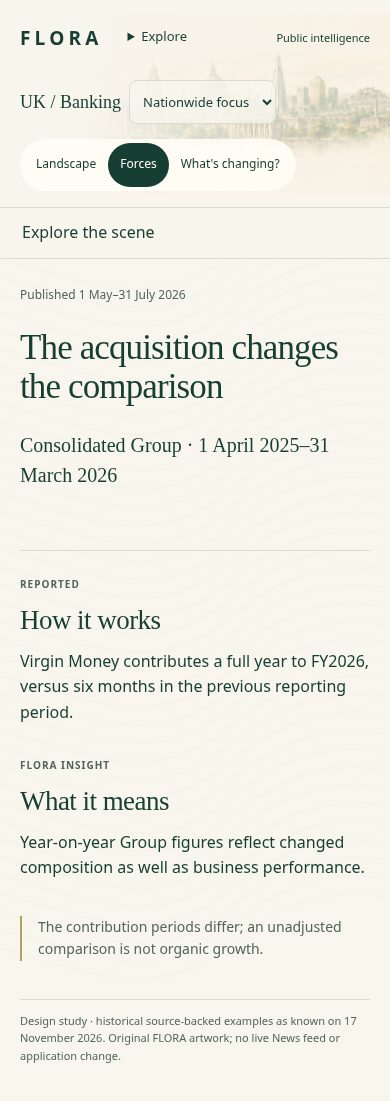 FLORA
▶ Explore
Public intelligence
UK / Banking
Nationwide focus
Landscape
Forces
What's changing?
Explore the scene
Published 1 May–31 July 2026
The acquisition changes
the comparison
Consolidated Group · 1 April 2025–31
March 2026
REPORTED
How it works
Virgin Money contributes a full year to FY2026,
versus six months in the previous reporting
period.
FLORA INSIGHT
What it means
Year-on-year Group figures reflect changed
composition as well as business performance.
The contribution periods differ; an unadjusted
comparison is not organic growth.
Design study · historical source-backed examples as known on 17
November 2026. Original FLORA artwork; no live News feed or
application change.